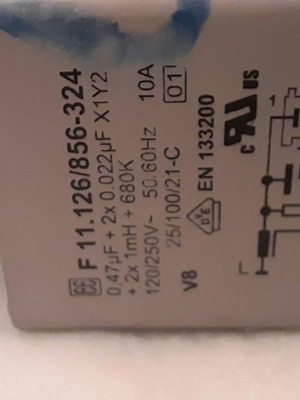 F 11.126/856-324
0,47µF + 2x 0.022µF X1Y2
+ 2x 1mH + 680K
120/250V~ 50.60Hz 10A
25/100/21-C 01
V8 EN 133200
c RU US